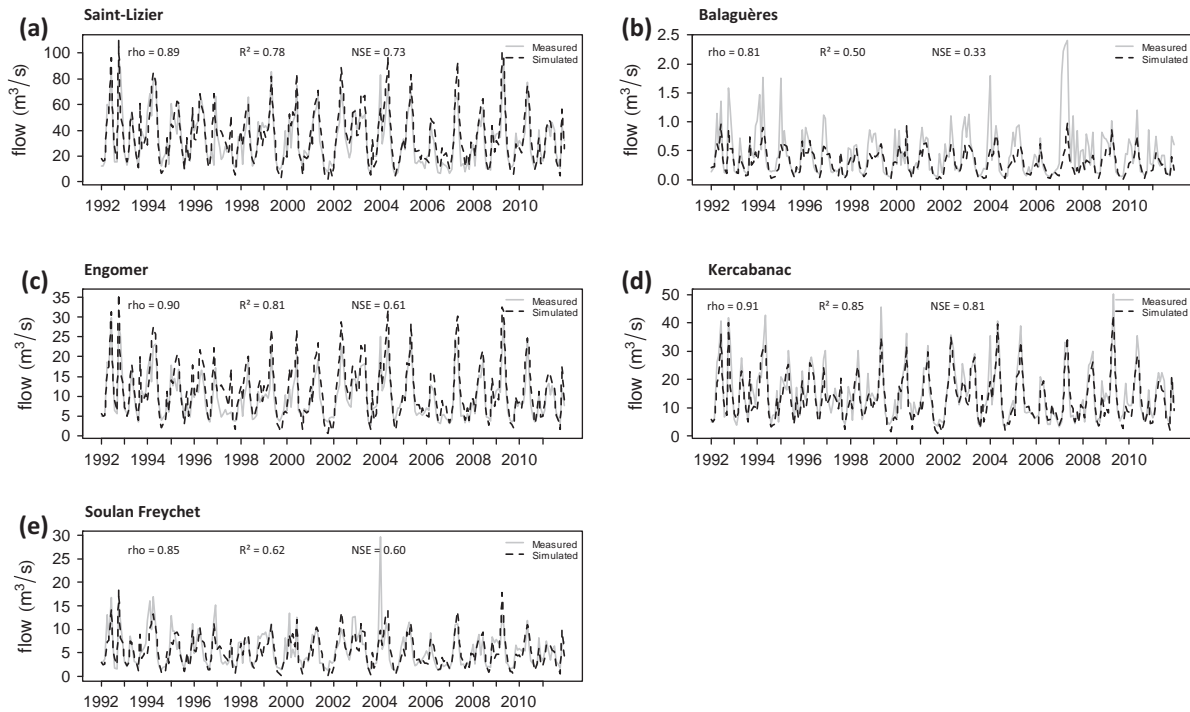 (a) Saint-Lizier
rho = 0.89 R² = 0.78 NSE = 0.73
Measured
Simulated
flow (m³/s)
100
80
60
40
20
0
1992 1994 1996 1998 2000 2002 2004 2006 2008 2010
(b) Balaguères
rho = 0.81 R² = 0.50 NSE = 0.33
Measured
Simulated
flow (m³/s)
2.5
2.0
1.5
1.0
0.5
0.0
1992 1994 1996 1998 2000 2002 2004 2006 2008 2010
(c) Engomer
rho = 0.90 R² = 0.81 NSE = 0.61
Measured
Simulated
flow (m³/s)
35
30
25
20
15
10
5
0
1992 1994 1996 1998 2000 2002 2004 2006 2008 2010
(d) Kercabanac
rho = 0.91 R² = 0.85 NSE = 0.81
Measured
Simulated
flow (m³/s)
50
40
30
20
10
0
1992 1994 1996 1998 2000 2002 2004 2006 2008 2010
(e) Soulan Freychet
rho = 0.85 R² = 0.62 NSE = 0.60
Measured
Simulated
flow (m³/s)
30
25
20
15
10
5
0
1992 1994 1996 1998 2000 2002 2004 2006 2008 2010